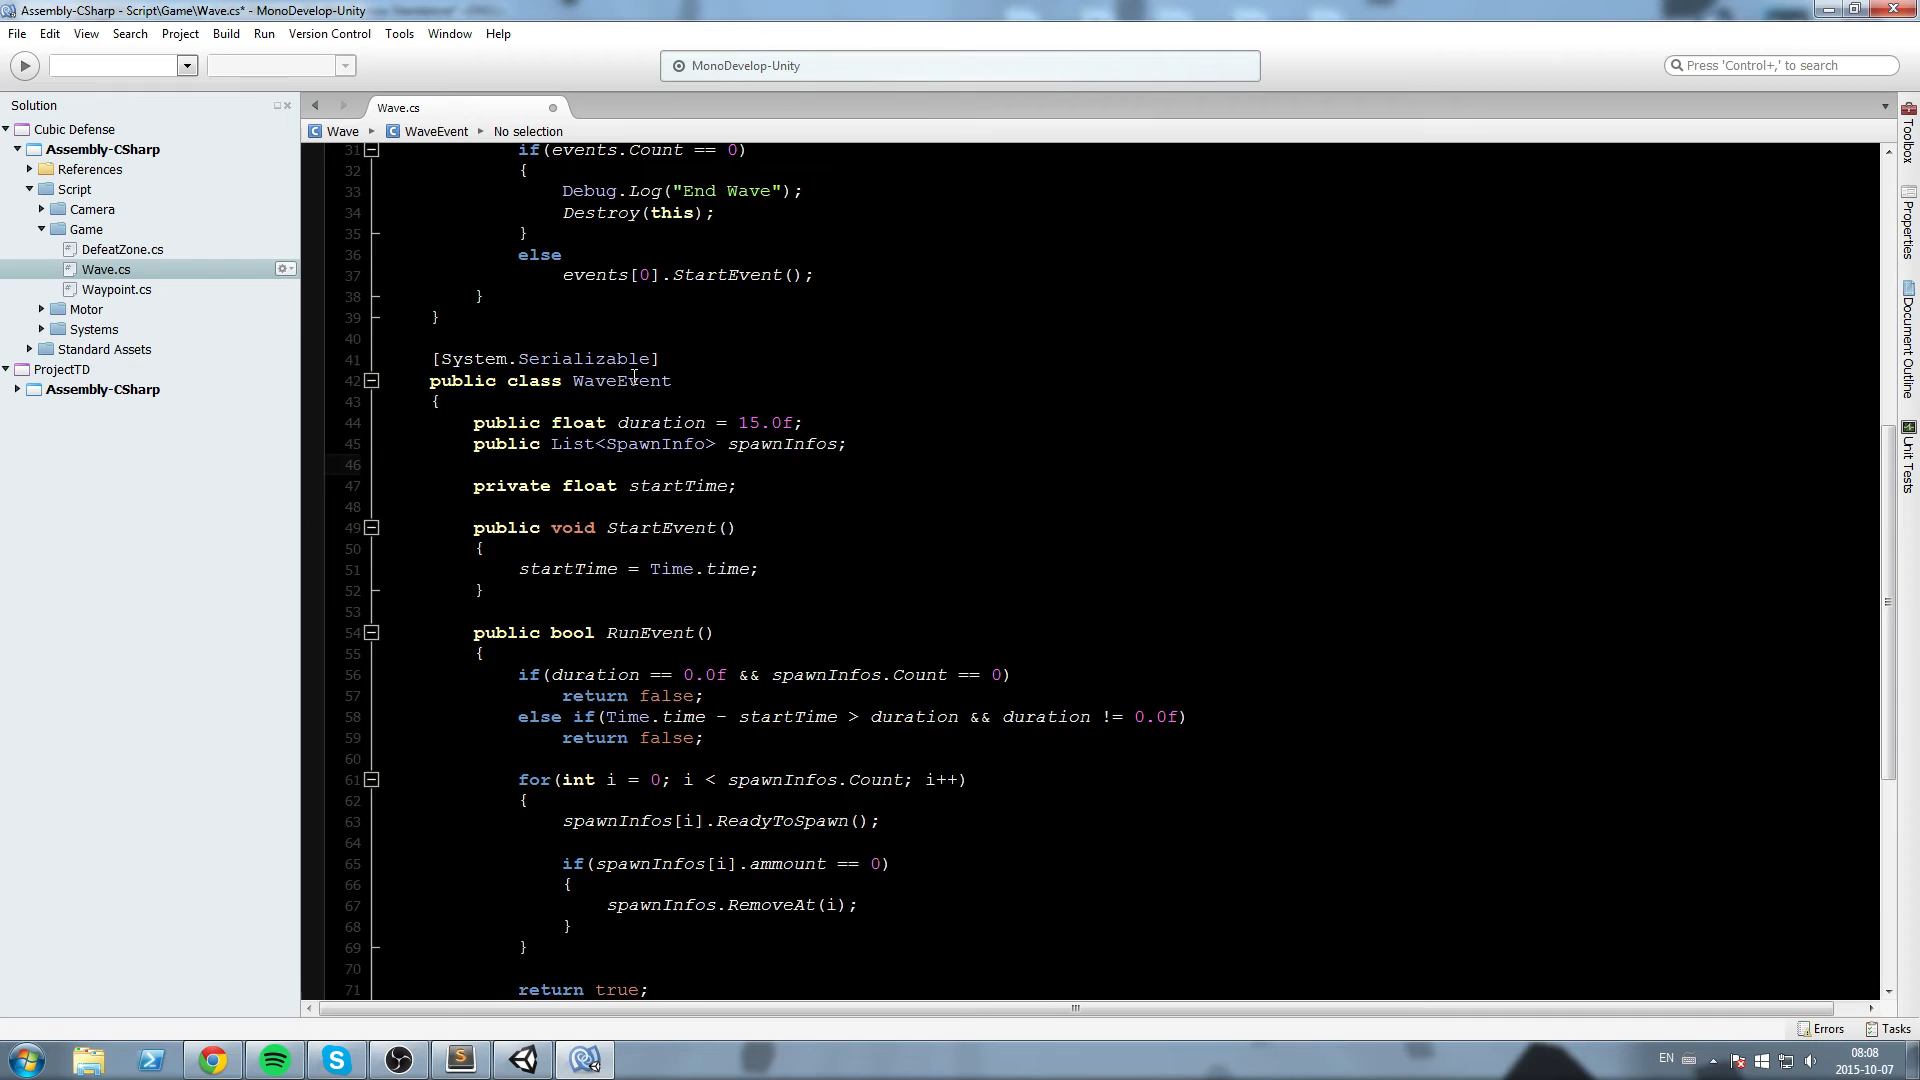 Assembly-CSharp - Script\Game\Wave.cs* - MonoDevelop-Unity
File Edit View Search Project Build Run Version Control Tools Window Help
MonoDevelop-Unity
Press 'Control+,' to search
Solution
Cubic Defense
Assembly-CSharp
References
Script
Camera
Game
DefeatZone.cs
Wave.cs
Waypoint.cs
Motor
Systems
Standard Assets
ProjectTD
Assembly-CSharp
Wave.cs
Wave WaveEvent No selection
31 if(events.Count == 0)
32 {
33 Debug.Log("End Wave");
34 Destroy(this);
35 }
36 else
37 events[0].StartEvent();
38 }
39 }
40
41 [System.Serializable]
42 public class WaveEvent
43 {
44 public float duration = 15.0f;
45 public List<SpawnInfo> spawnInfos;
46
47 private float startTime;
48
49 public void StartEvent()
50 {
51 startTime = Time.time;
52 }
53
54 public bool RunEvent()
55 {
56 if(duration == 0.0f && spawnInfos.Count == 0)
57 return false;
58 else if(Time.time - startTime > duration && duration != 0.0f)
59 return false;
60
61 for(int i = 0; i < spawnInfos.Count; i++)
62 {
63 spawnInfos[i].ReadyToSpawn();
64
65 if(spawnInfos[i].ammount == 0)
66 {
67 spawnInfos.RemoveAt(i);
68 }
69 }
70
71 return true;
Toolbox
Properties
Document Outline
Unit Tests
Errors Tasks
EN
08:08
2015-10-07